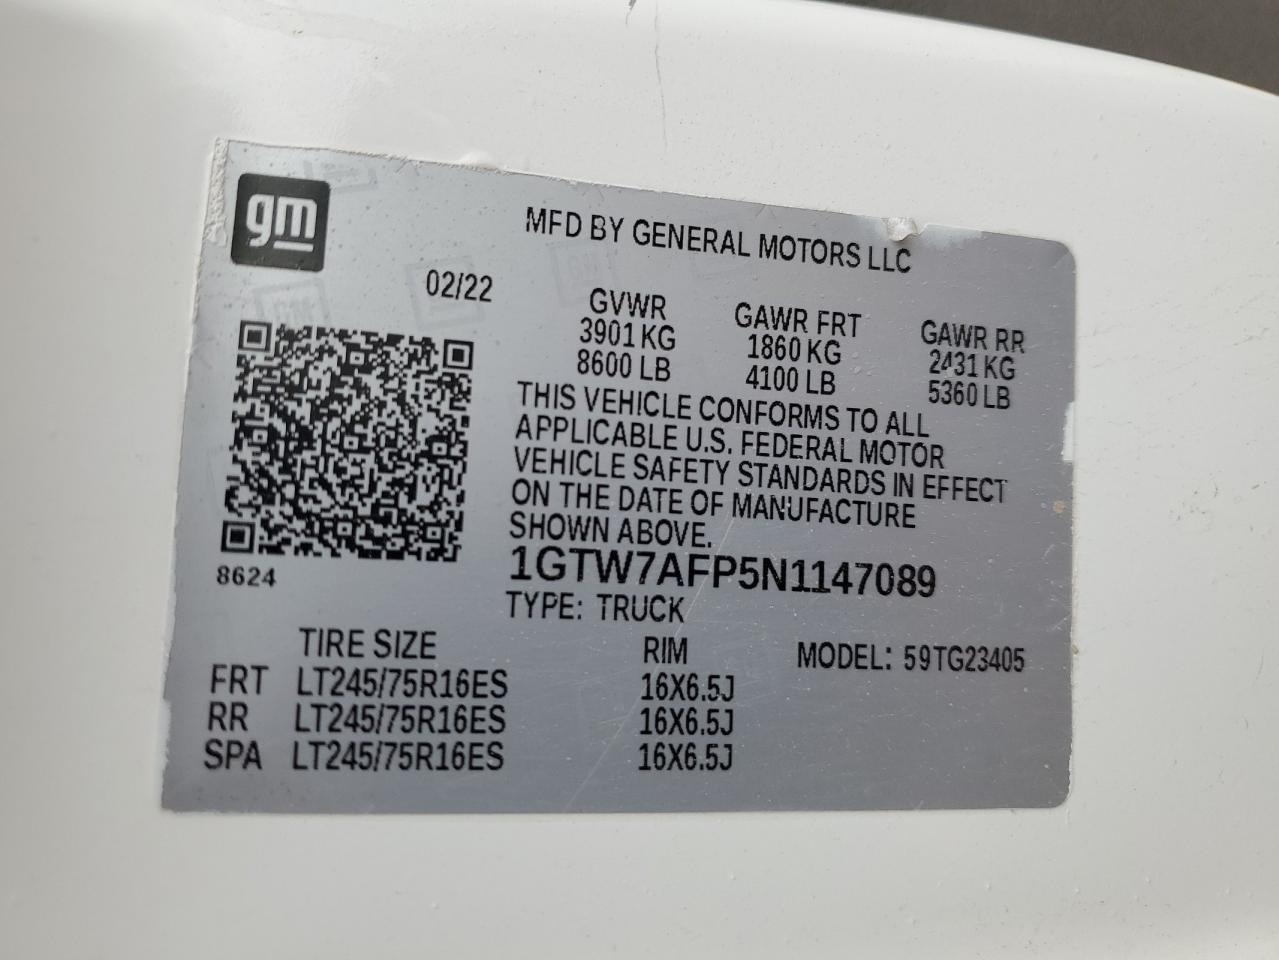 gm
MFD BY GENERAL MOTORS LLC
02/22
GVWR GAWR FRT GAWR RR
3901 KG 1860 KG 2431 KG
8600 LB 4100 LB 5360 LB
THIS VEHICLE CONFORMS TO ALL
APPLICABLE U.S. FEDERAL MOTOR
VEHICLE SAFETY STANDARDS IN EFFECT
ON THE DATE OF MANUFACTURE
SHOWN ABOVE.
1GTW7AFP5N1147089
8624
TYPE: TRUCK
TIRE SIZE RIM MODEL: 59TG23405
FRT LT245/75R16ES 16X6.5J
RR LT245/75R16ES 16X6.5J
SPA LT245/75R16ES 16X6.5J